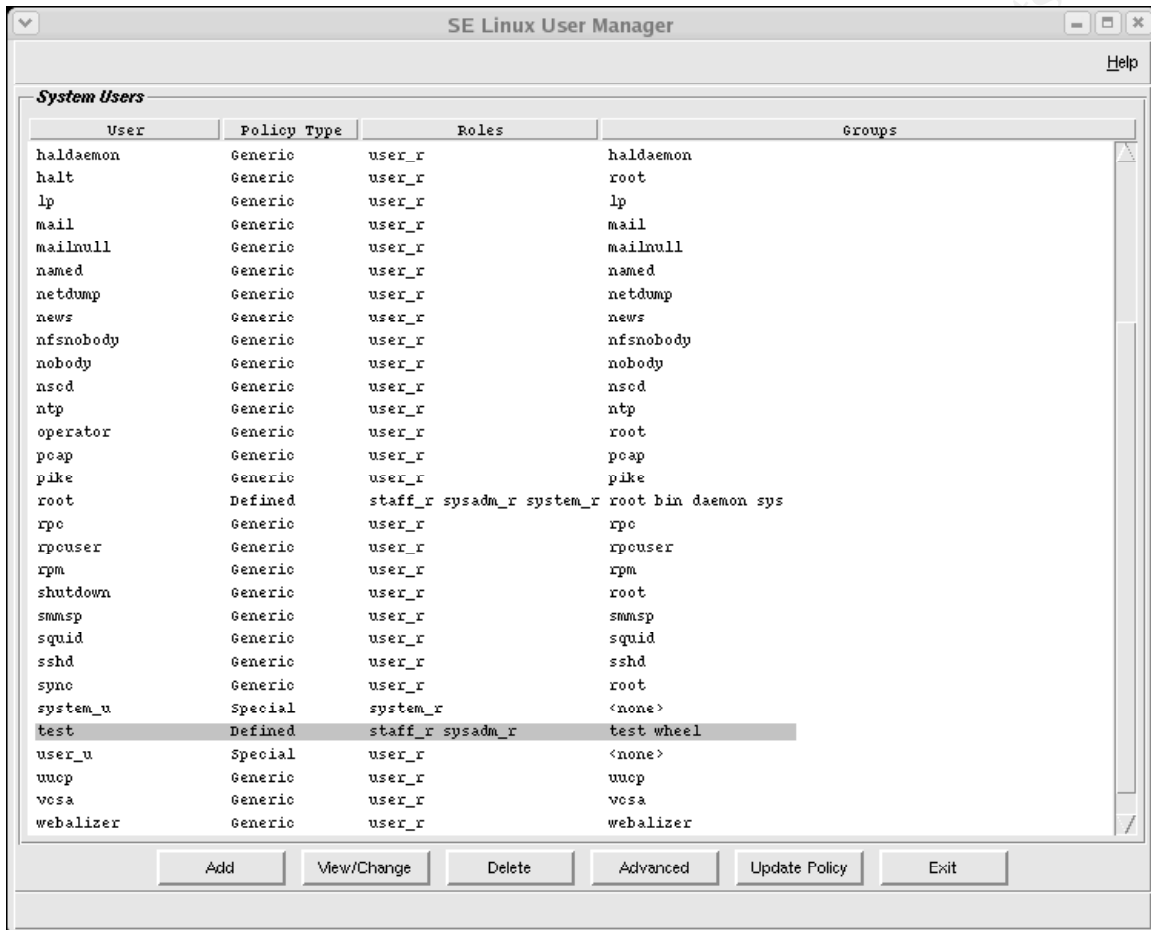 SE Linux User Manager
Help
System Users
User Policy Type Roles Groups
haldaemon Generic user_r haldaemon
halt Generic user_r root
lp Generic user_r lp
mail Generic user_r mail
mailnull Generic user_r mailnull
named Generic user_r named
netdump Generic user_r netdump
news Generic user_r news
nfsnobody Generic user_r nfsnobody
nobody Generic user_r nobody
nscd Generic user_r nscd
ntp Generic user_r ntp
operator Generic user_r root
pcap Generic user_r pcap
pike Generic user_r pike
root Defined staff_r sysadm_r system_r root bin daemon sys
rpc Generic user_r rpc
rpcuser Generic user_r rpcuser
rpm Generic user_r rpm
shutdown Generic user_r root
smmsp Generic user_r smmsp
squid Generic user_r squid
sshd Generic user_r sshd
sync Generic user_r root
system_u Special system_r <none>
test Defined staff_r sysadm_r test wheel
user_u Special user_r <none>
uucp Generic user_r uucp
vcsa Generic user_r vcsa
webalizer Generic user_r webalizer
Add View/Change Delete Advanced Update Policy Exit